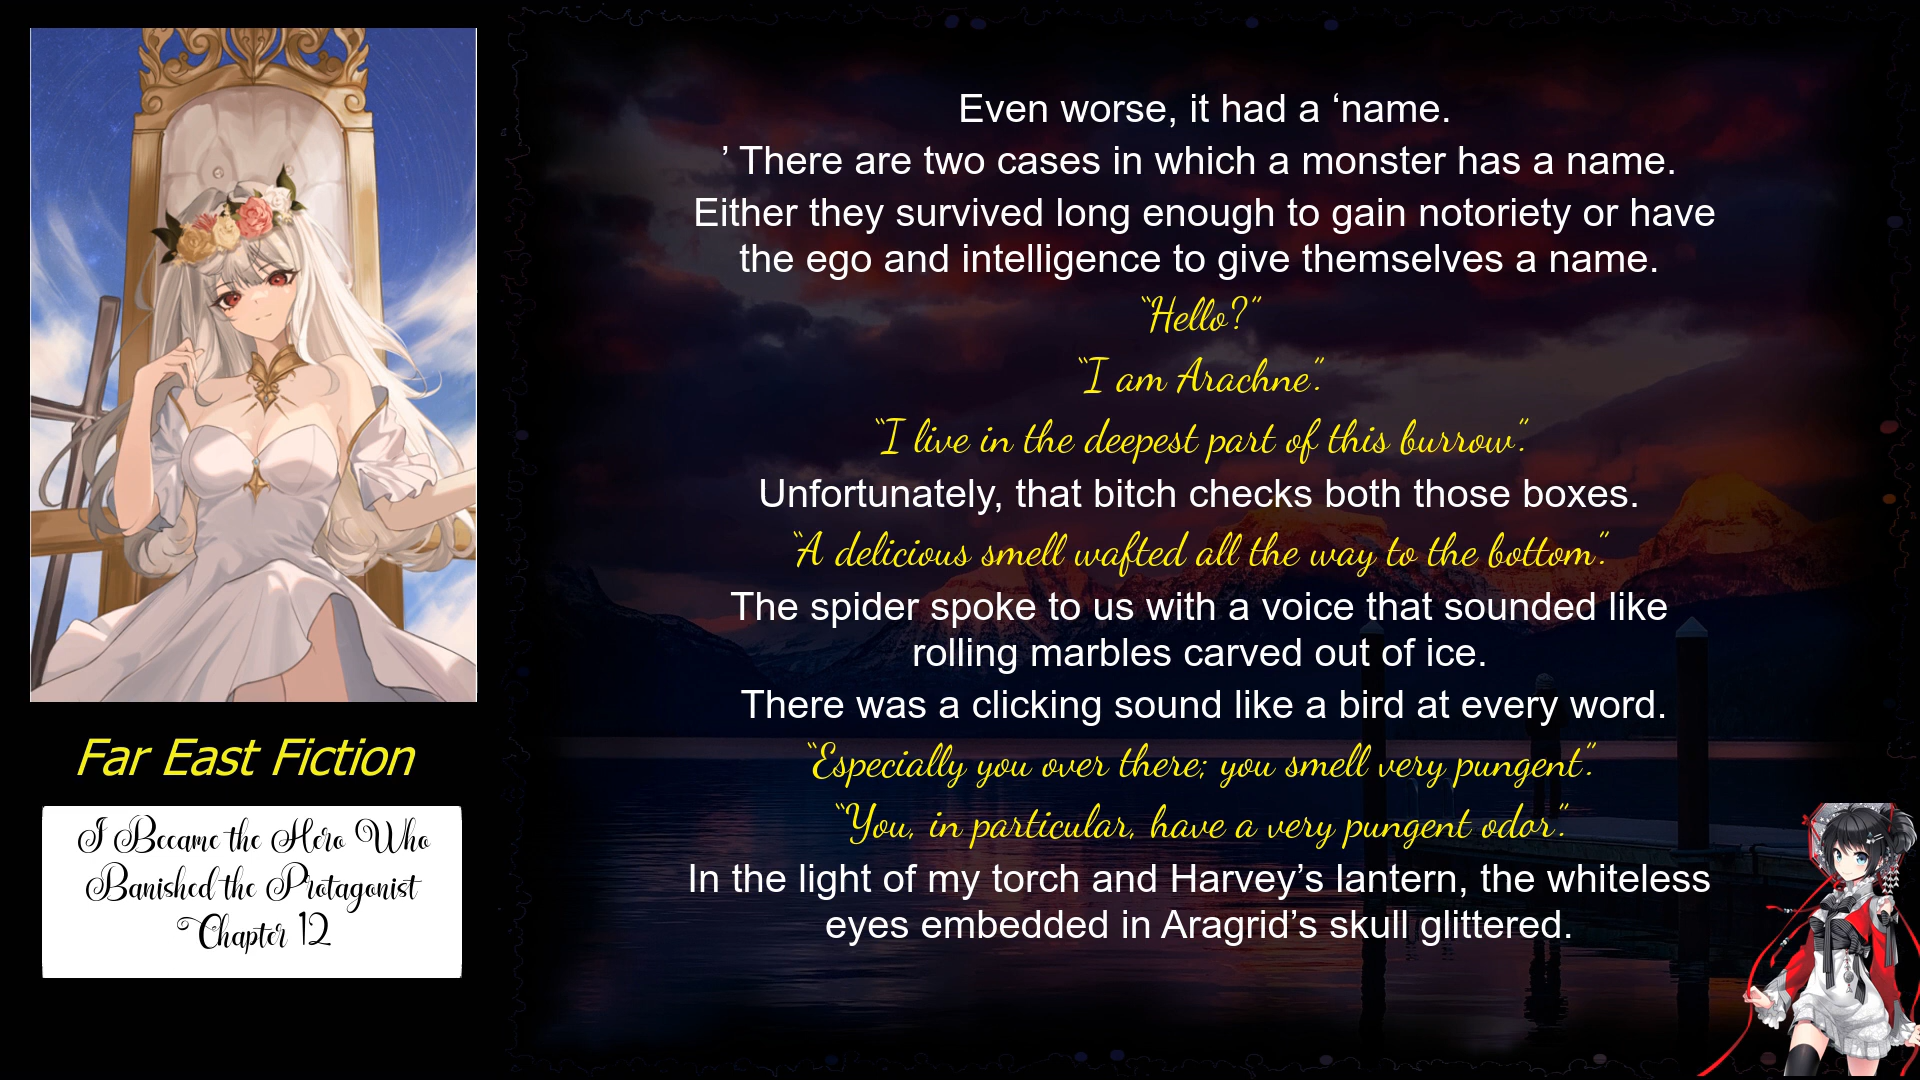 Even worse, it had a ‘name.
’ There are two cases in which a monster has a name.
Either they survived long enough to gain notoriety or have
the ego and intelligence to give themselves a name.
“Hello?”
“I am Arachne”.
“I live in the deepest part of this burrow”.
Unfortunately, that bitch checks both those boxes.
“A delicious smell wafted all the way to the bottom”.
The spider spoke to us with a voice that sounded like
rolling marbles carved out of ice.
There was a clicking sound like a bird at every word.
“Especially you over there; you smell very pungent”.
“You, in particular, have a very pungent odor”.
In the light of my torch and Harvey’s lantern, the whiteless
eyes embedded in Aragrid’s skull glittered.
Far East Fiction
I Became the Hero Who
Banished the Protagonist
Chapter 12